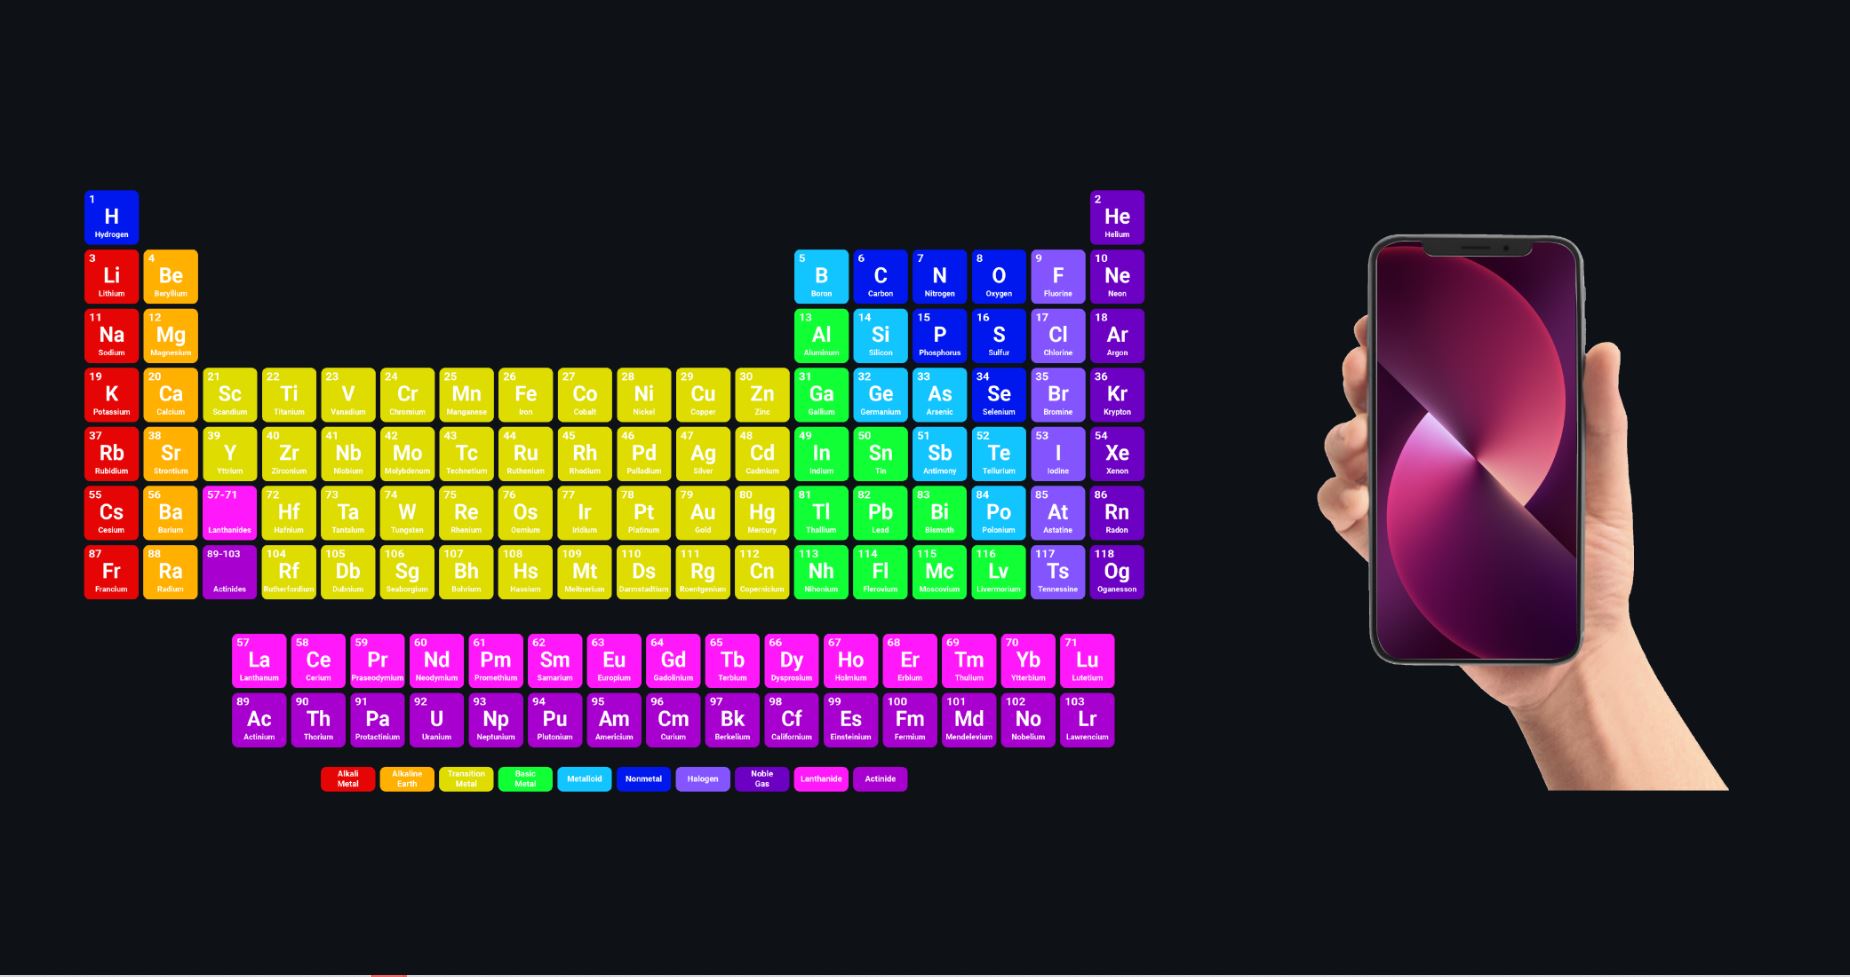 1
H
Hydrogen
2
He
Helium
3
Li
Lithium
4
Be
Beryllium
5
B
Boron
6
C
Carbon
7
N
Nitrogen
8
O
Oxygen
9
F
Fluorine
10
Ne
Neon
11
Na
Sodium
12
Mg
Magnesium
13
Al
Aluminum
14
Si
Silicon
15
P
Phosphorus
16
S
Sulfur
17
Cl
Chlorine
18
Ar
Argon
19
K
Potassium
20
Ca
Calcium
21
Sc
Scandium
22
Ti
Titanium
23
V
Vanadium
24
Cr
Chromium
25
Mn
Manganese
26
Fe
Iron
27
Co
Cobalt
28
Ni
Nickel
29
Cu
Copper
30
Zn
Zinc
31
Ga
Gallium
32
Ge
Germanium
33
As
Arsenic
34
Se
Selenium
35
Br
Bromine
36
Kr
Krypton
37
Rb
Rubidium
38
Sr
Strontium
39
Y
Yttrium
40
Zr
Zirconium
41
Nb
Niobium
42
Mo
Molybdenum
43
Tc
Technetium
44
Ru
Ruthenium
45
Rh
Rhodium
46
Pd
Palladium
47
Ag
Silver
48
Cd
Cadmium
49
In
Indium
50
Sn
Tin
51
Sb
Antimony
52
Te
Tellurium
53
I
Iodine
54
Xe
Xenon
55
Cs
Cesium
56
Ba
Barium
57-71
Lanthanides
72
Hf
Hafnium
73
Ta
Tantalum
74
W
Tungsten
75
Re
Rhenium
76
Os
Osmium
77
Ir
Iridium
78
Pt
Platinum
79
Au
Gold
80
Hg
Mercury
81
Tl
Thallium
82
Pb
Lead
83
Bi
Bismuth
84
Po
Polonium
85
At
Astatine
86
Rn
Radon
87
Fr
Francium
88
Ra
Radium
89-103
Actinides
104
Rf
Rutherfordium
105
Db
Dubnium
106
Sg
Seaborgium
107
Bh
Bohrium
108
Hs
Hassium
109
Mt
Meitnerium
110
Ds
Darmstadtium
111
Rg
Roentgenium
112
Cn
Copernicium
113
Nh
Nihonium
114
Fl
Flerovium
115
Mc
Moscovium
116
Lv
Livermorium
117
Ts
Tennessine
118
Og
Oganesson
57
La
Lanthanum
58
Ce
Cerium
59
Pr
Praseodymium
60
Nd
Neodymium
61
Pm
Promethium
62
Sm
Samarium
63
Eu
Europium
64
Gd
Gadolinium
65
Tb
Terbium
66
Dy
Dysprosium
67
Ho
Holmium
68
Er
Erbium
69
Tm
Thulium
70
Yb
Ytterbium
71
Lu
Lutetium
89
Ac
Actinium
90
Th
Thorium
91
Pa
Protactinium
92
U
Uranium
93
Np
Neptunium
94
Pu
Plutonium
95
Am
Americium
96
Cm
Curium
97
Bk
Berkelium
98
Cf
Californium
99
Es
Einsteinium
100
Fm
Fermium
101
Md
Mendelevium
102
No
Nobelium
103
Lr
Lawrencium
Alkali
Metal
Alkaline
Earth
Transition
Metal
Basic
Metal
Metalloid
Nonmetal
Halogen
Noble
Gas
Lanthanide
Actinide